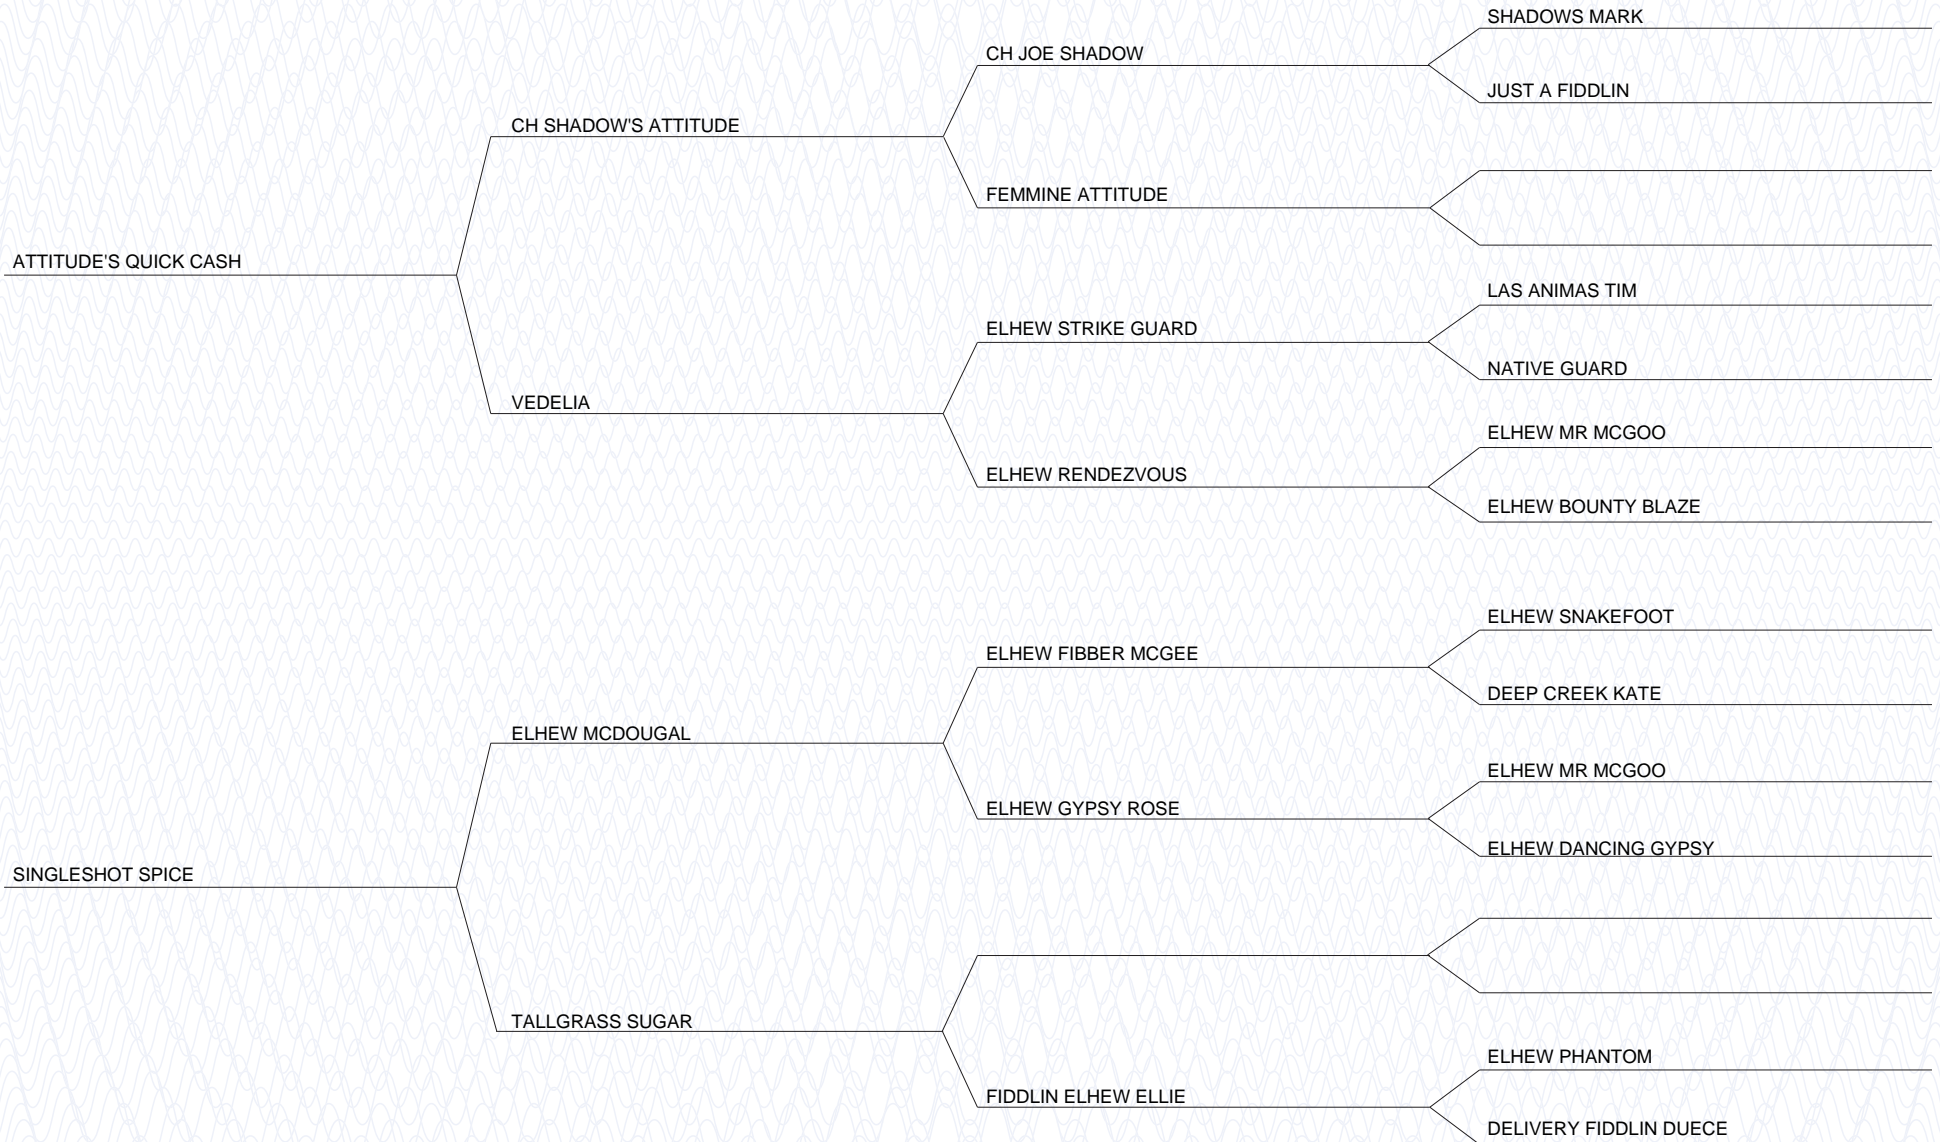 SHADOWS MARK
CH JOE SHADOW
JUST A FIDDLIN
CH SHADOW'S ATTITUDE
FEMMINE ATTITUDE
ATTITUDE'S QUICK CASH
LAS ANIMAS TIM
ELHEW STRIKE GUARD
NATIVE GUARD
VEDELIA
ELHEW MR MCGOO
ELHEW RENDEZVOUS
ELHEW BOUNTY BLAZE
ELHEW SNAKEFOOT
ELHEW FIBBER MCGEE
DEEP CREEK KATE
ELHEW MCDOUGAL
ELHEW MR MCGOO
ELHEW GYPSY ROSE
ELHEW DANCING GYPSY
SINGLESHOT SPICE
TALLGRASS SUGAR
ELHEW PHANTOM
FIDDLIN ELHEW ELLIE
DELIVERY FIDDLIN DUECE